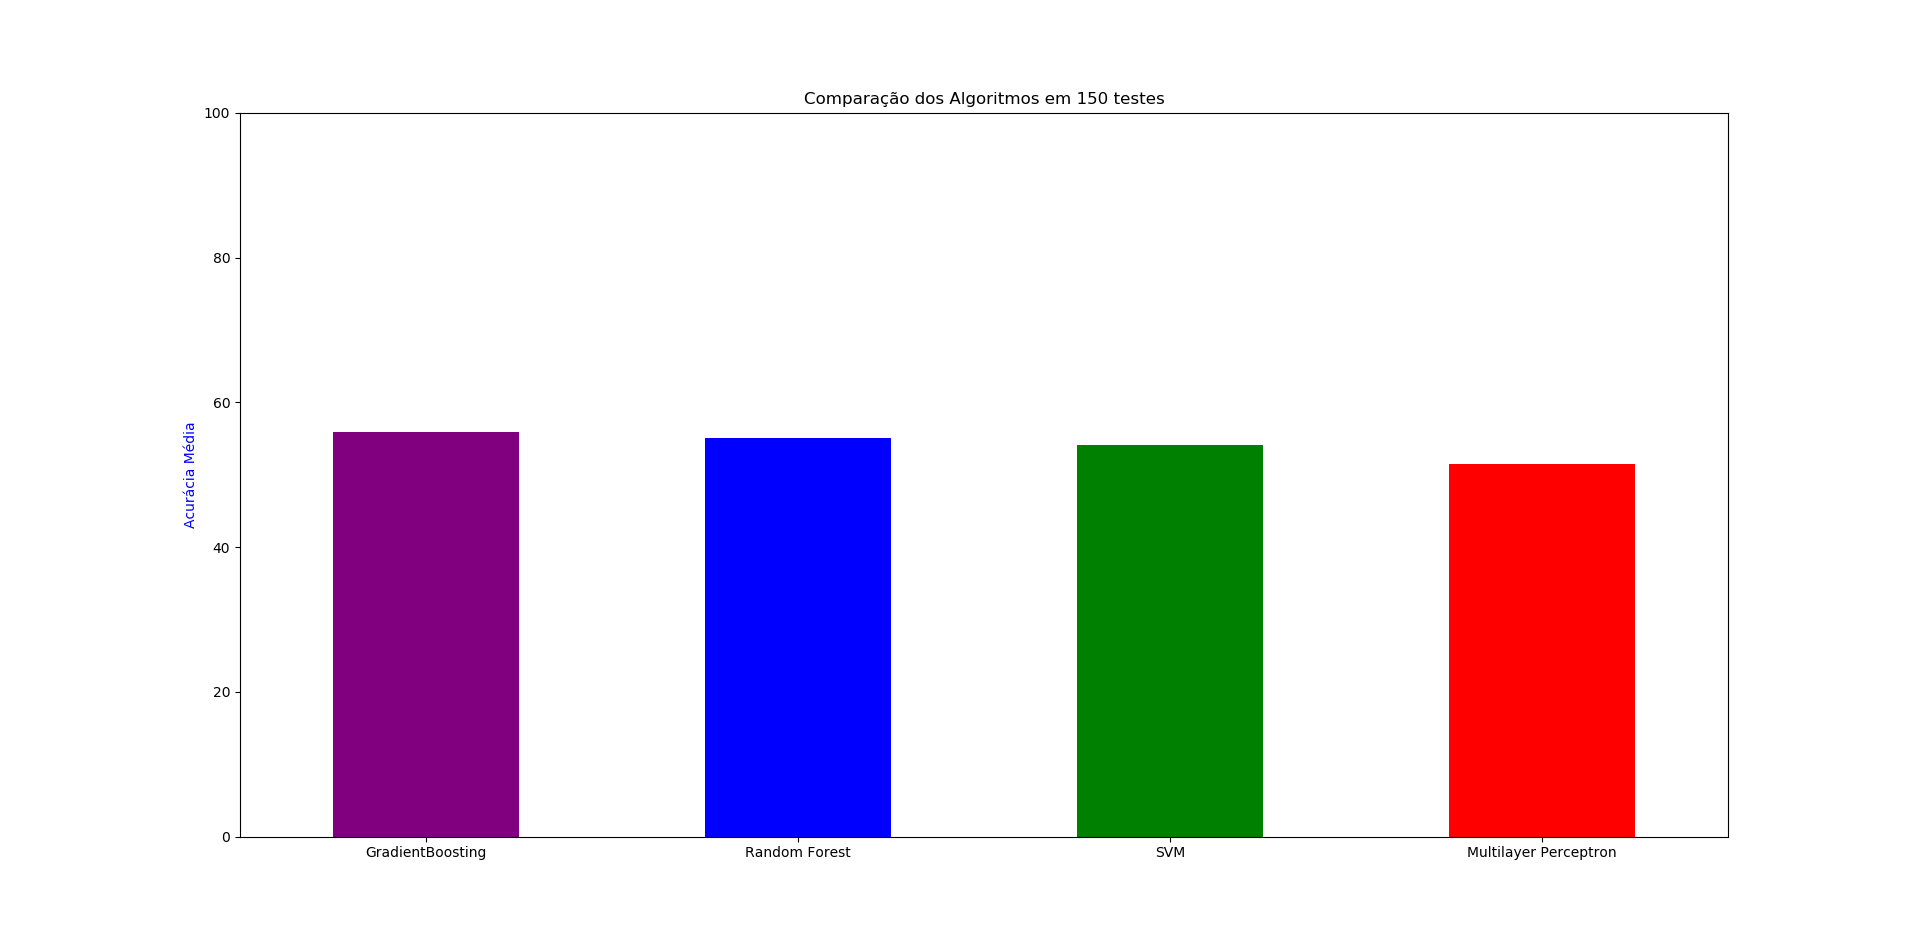 Comparação dos Algoritmos em 150 testes
100
80
60
40
20
0
Acurácia Média
GradientBoosting
Random Forest
SVM
Multilayer Perceptron